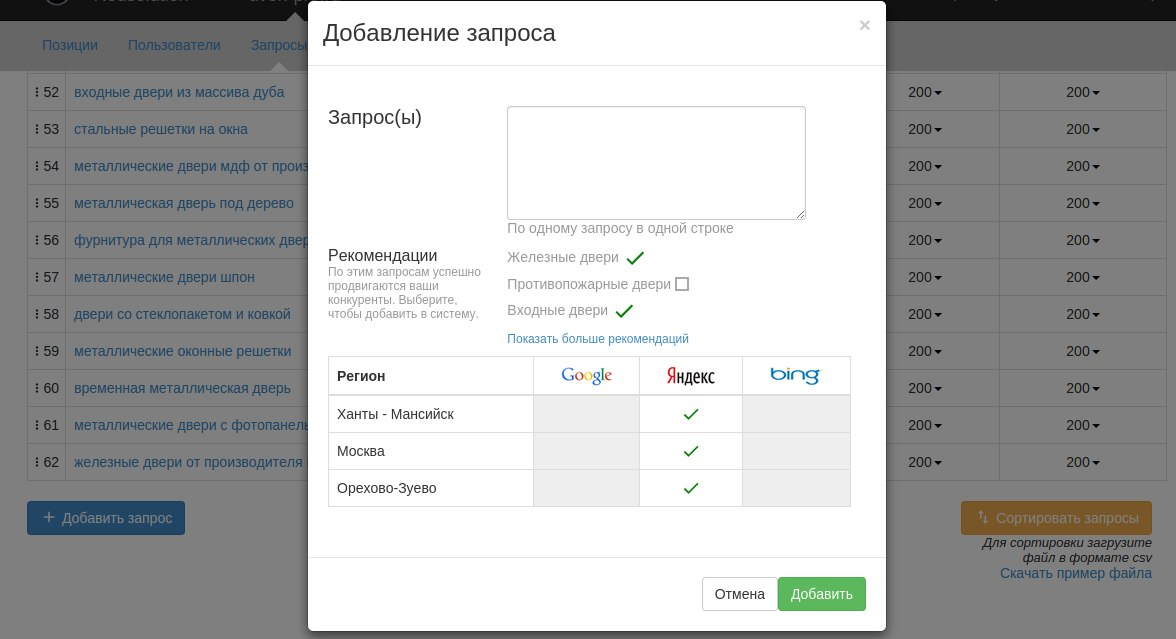 Добавление запроса ×
Позиции Пользователи Запросы
52 входные двери из массива дуба 200 200
53 стальные решетки на окна 200 200
54 металлические двери мдф от 200 200
55 металлическая дверь под дерево 200 200
56 фурнитура для металлических 200 200
57 металлические двери шпон 200 200
58 двери со стеклопакетом и ковкой 200 200
59 металлические оконные решетки 200 200
60 временная металлическая дверь 200 200
61 металлические двери с 200 200
62 железные двери от производителя 200 200
+ Добавить запрос
Сортировать запросы
Для сортировки загрузите
файл в формате csv
Скачать пример файла
Запрос(ы)
По одному запросу в одной строке
Рекомендации
По этим запросам успешно
продвигаются ваши
конкуренты. Выберите,
чтобы добавить в систему.
Железные двери
Противопожарные двери
Входные двери
Показать больше рекомендаций
Регион Google Яндекс bing
Ханты - Мансийск
Москва
Орехово-Зуево
Отмена Добавить